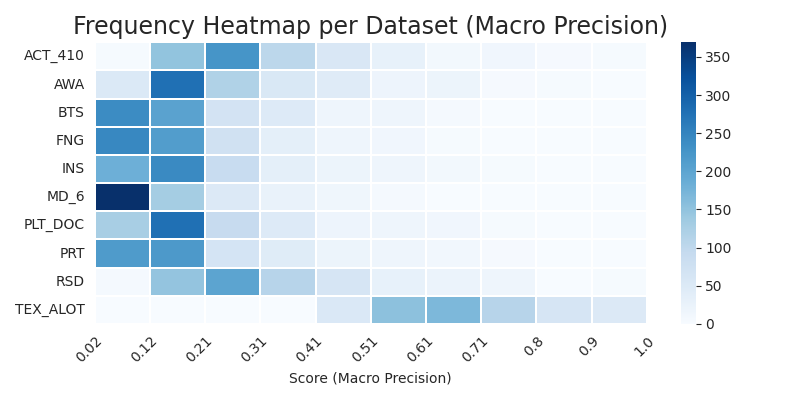 Frequency Heatmap per Dataset (Macro Precision)
ACT_410
AWA
BTS
FNG
INS
MD_6
PLT_DOC
PRT
RSD
TEX_ALOT
0.02 0.12 0.21 0.31 0.41 0.51 0.61 0.71 0.8 0.9 1.0
Score (Macro Precision)
350
300
250
200
150
100
50
0